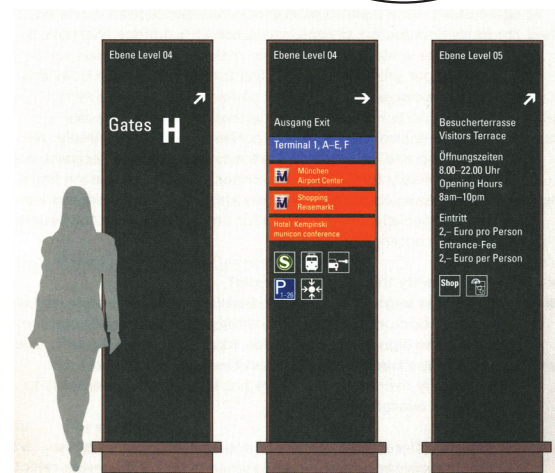 Ebene Level 04
Gates H
Ebene Level 04
Ausgang Exit
Terminal 1, A–E, F
M München
Airport Center
M Shopping
Reisemarkt
Hotel Kempinski
municon conference
S
P 1–26
Ebene Level 05
Besucherterrasse
Visitors Terrace
Öffnungszeiten
8.00–22.00 Uhr
Opening Hours
8am–10pm
Eintritt
2,– Euro pro Person
Entrance-Fee
2,– Euro per Person
Shop